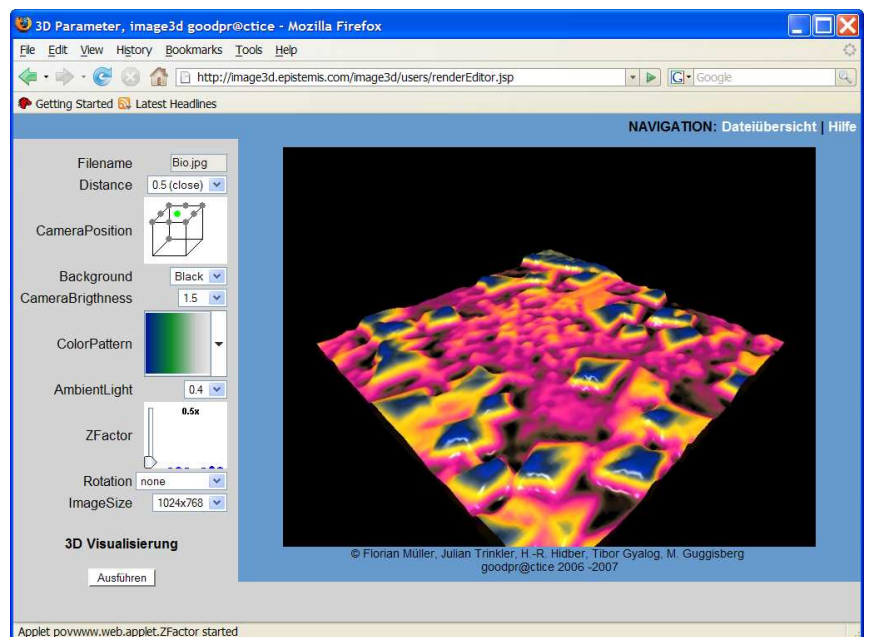 3D Parameter, image3d goodpr@ctice - Mozilla Firefox
File Edit View History Bookmarks Tools Help
http://image3d.epistemis.com/image3d/users/renderEditor.jsp
G Google
Getting Started Latest Headlines
NAVIGATION: Dateiübersicht | Hilfe
Filename Bio.jpg
Distance 0.5 (close)
CameraPosition
Background Black
CameraBrigthness 1.5
ColorPattern
AmbientLight 0.4
0.5x
ZFactor
Rotation none
ImageSize 1024x768
3D Visualisierung
Ausführen
© Florian Müller, Julian Trinkler, H.-R. Hidber, Tibor Gyalog, M. Guggisberg
goodpr@ctice 2006 -2007
Applet povwww.web.applet.ZFactor started